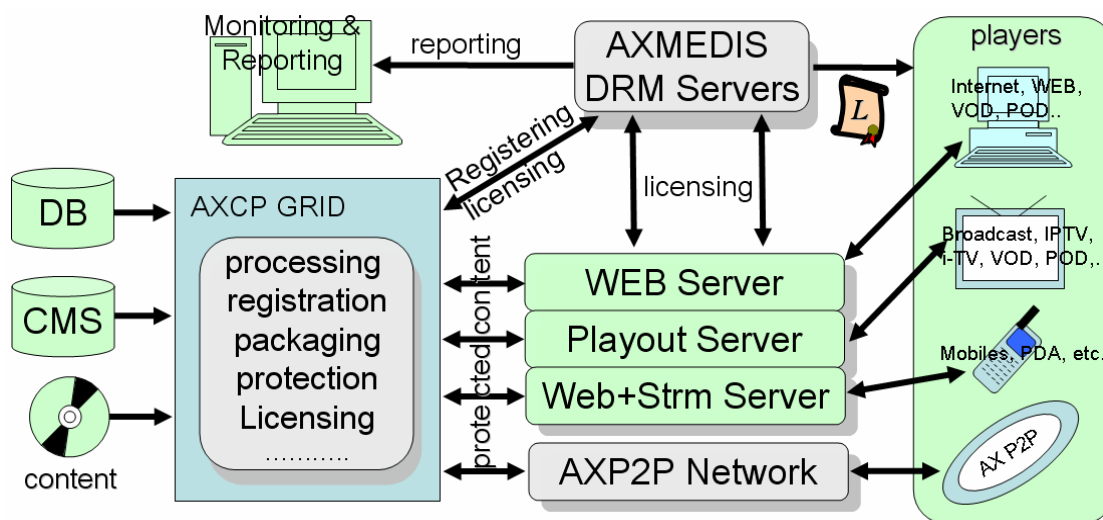 Monitoring &
Reporting
reporting
AXMEDIS
DRM Servers
L
players
Internet, WEB,
VOD, POD..
Registering
licensing
licensing
DB
CMS
content
AXCP GRID
processing
registration
packaging
protection
Licensing
...........
prote cted content
WEB Server
Playout Server
Web+Strm Server
AXP2P Network
Broadcast, IPTV,
i-TV, VOD, POD,.
Mobiles, PDA, etc.
AX P2P